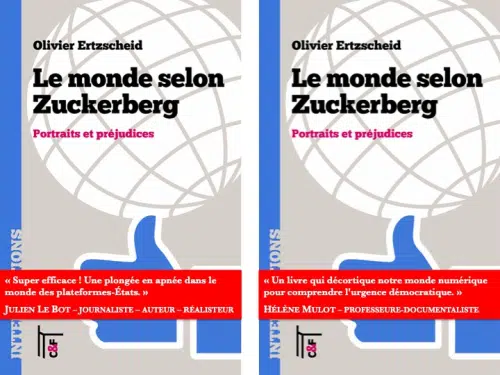 Olivier Ertzscheid
Le monde selon
Zuckerberg
Portraits et préjudices
« Super efficace ! Une plongée en apnée dans le
monde des plateformes-États. »
Julien Le Bot – journaliste – auteur – réalisteur
C&F
Olivier Ertzscheid
Le monde selon
Zuckerberg
Portraits et préjudices
« Un livre qui décortique notre monde numérique
pour comprendre l'urgence démocratique. »
Hélène Mulot – professeure-documentaliste
C&F